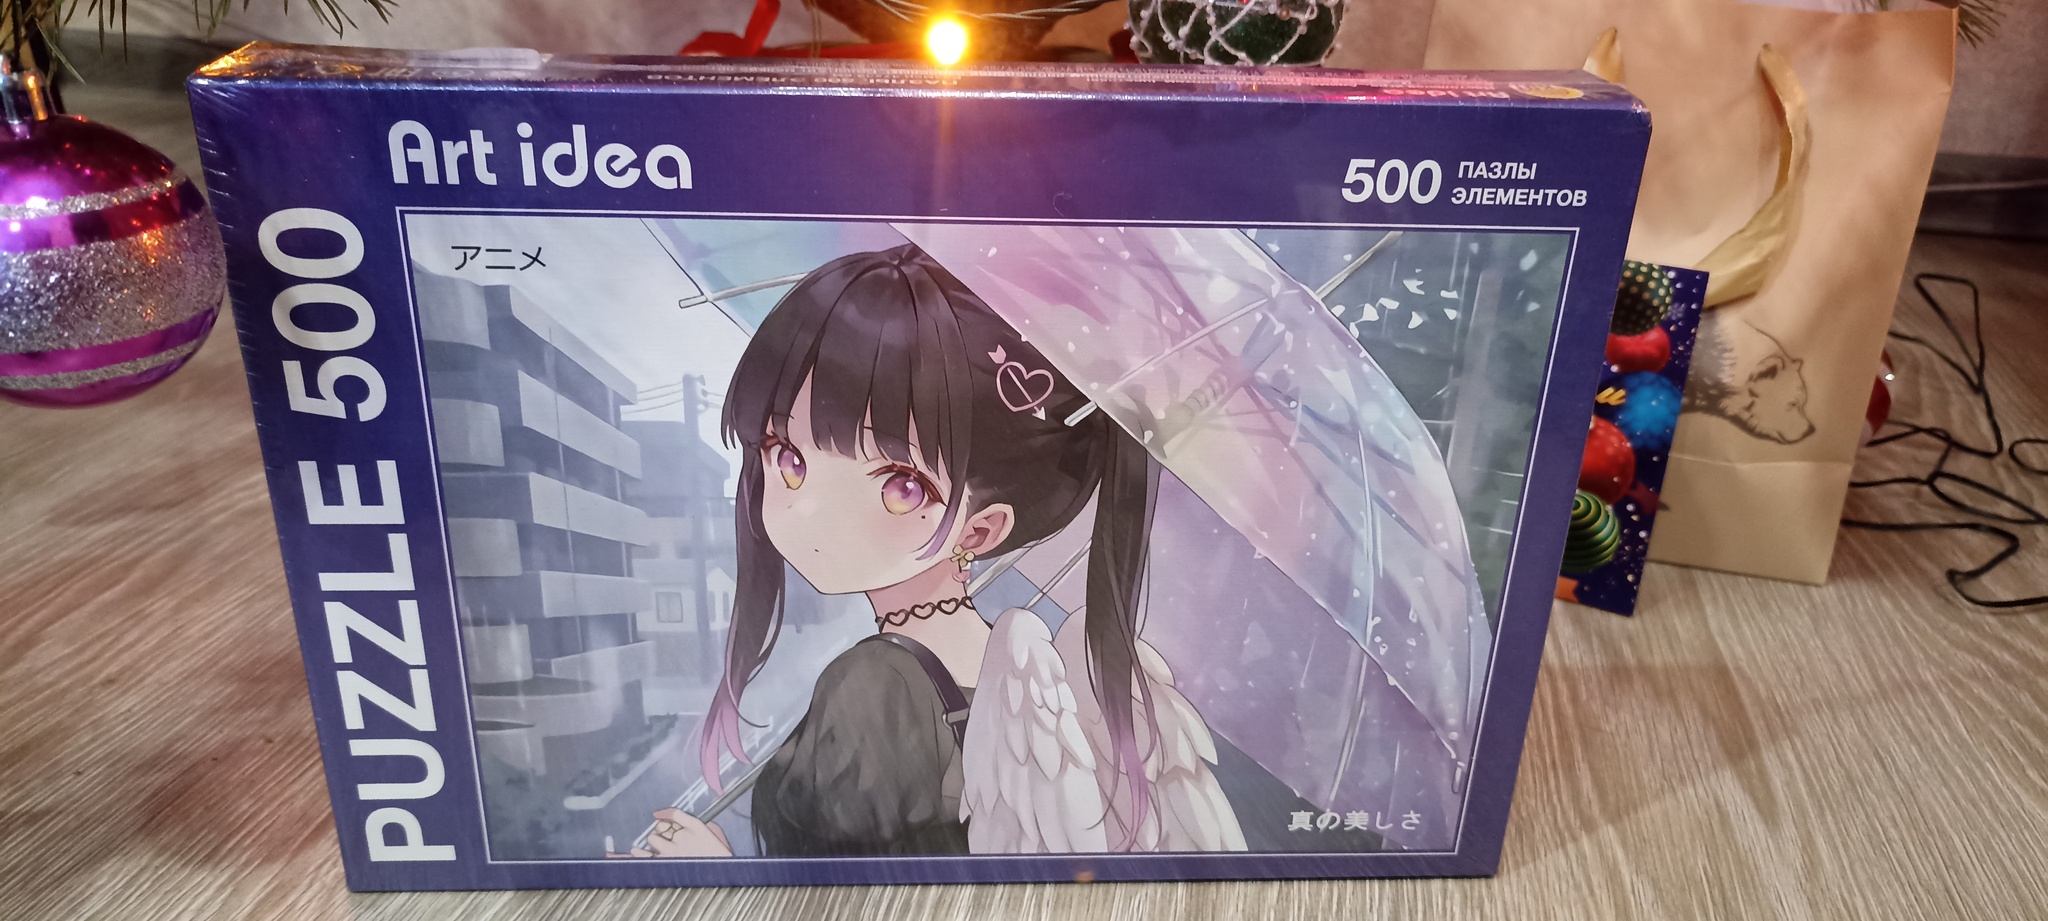 Art idea
500 ПАЗЛЫ
ЭЛЕМЕНТОВ
PUZZLE 500
アニメ
真の美しさ